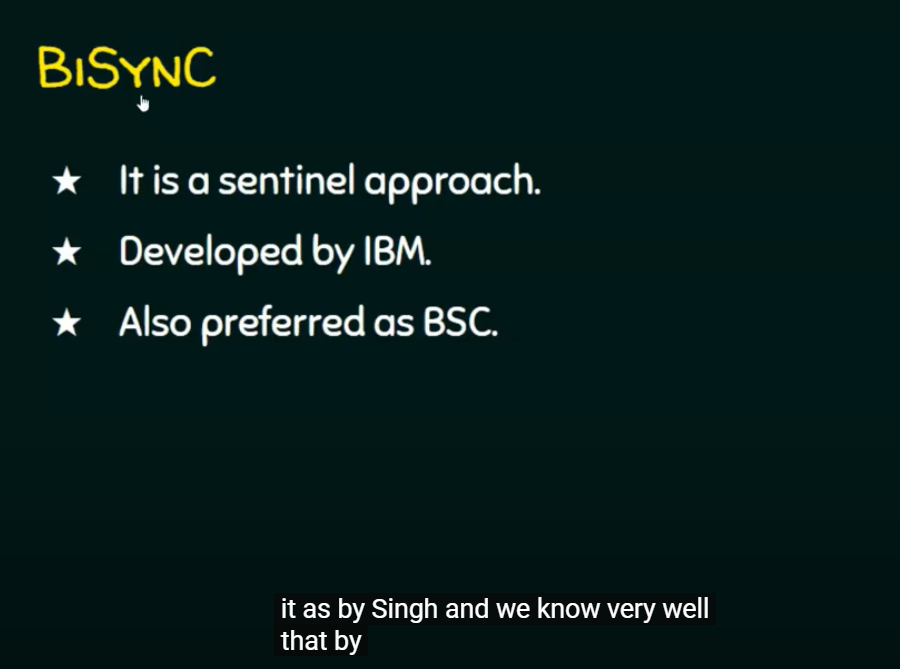 BISYNC
It is a sentinel approach.
Developed by IBM.
Also preferred as BSC.
it as by Singh and we know very well
that by